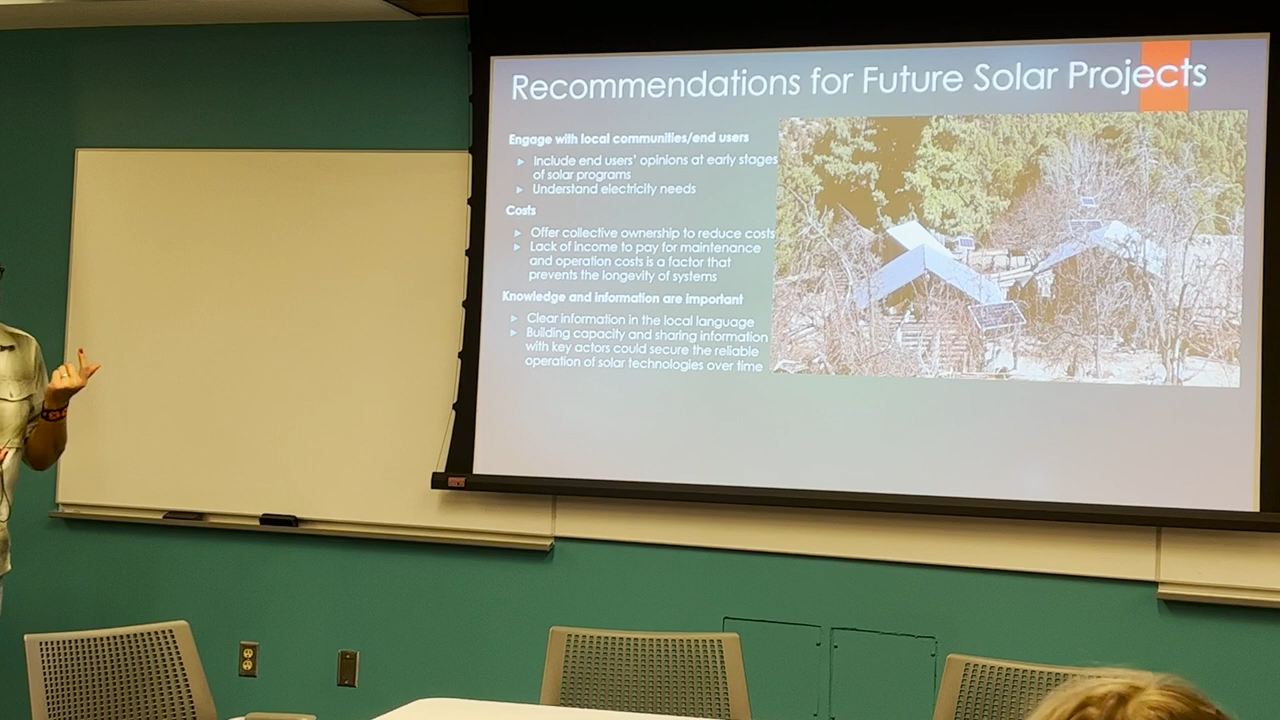 Recommendations for Future Solar Projects
Engage with local communities/end users
Include end users' opinions at early stages
of solar programs
Understand electricity needs
Costs
Offer collective ownership to reduce costs
Lack of income to pay for maintenance
and operation costs is a factor that
prevents the longevity of systems
Knowledge and information are important
Clear information in the local language
Building capacity and sharing information
with key actors could secure the reliable
operation of solar technologies over time